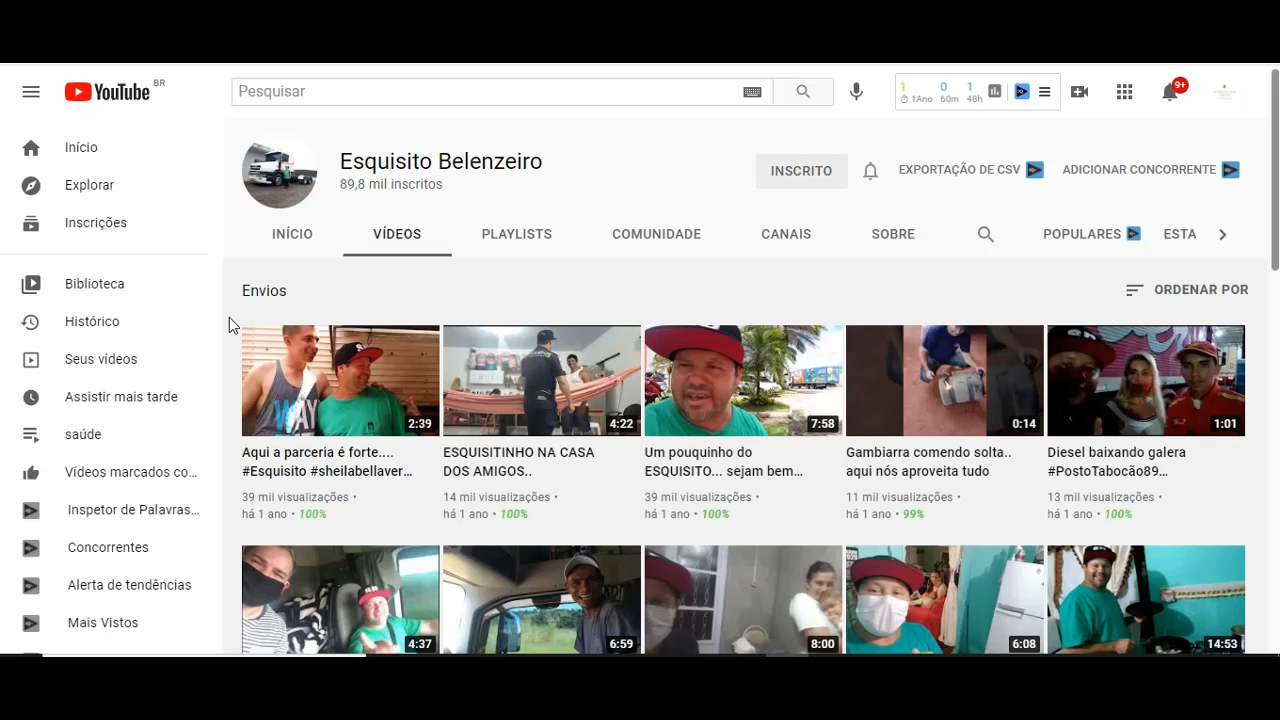 YouTube BR
Pesquisar
1 0 1
1Ano 60m 48h
9+
Início
Explorar
Inscrições
Biblioteca
Histórico
Seus vídeos
Assistir mais tarde
saúde
Vídeos marcados co...
Inspetor de Palavras...
Concorrentes
Alerta de tendências
Mais Vistos
Esquisito Belenzeiro
89,8 mil inscritos
INSCRITO
EXPORTAÇÃO DE CSV
ADICIONAR CONCORRENTE
INÍCIO VÍDEOS PLAYLISTS COMUNIDADE CANAIS SOBRE POPULARES ESTA
Envios
ORDENAR POR
2:39
Aqui a parceria é forte....
#Esquisito #sheilabellaver...
39 mil visualizações •
há 1 ano • 100%
4:22
ESQUISITINHO NA CASA
DOS AMIGOS..
14 mil visualizações •
há 1 ano • 100%
7:58
Um pouquinho do
ESQUISITO... sejam bem...
39 mil visualizações •
há 1 ano • 100%
0:14
Gambiarra comendo solta..
aqui nós aproveita tudo
11 mil visualizações •
há 1 ano • 99%
1:01
Diesel baixando galera
#PostoTabocão89...
13 mil visualizações •
há 1 ano • 100%
4:37
6:59
8:00
6:08
14:53